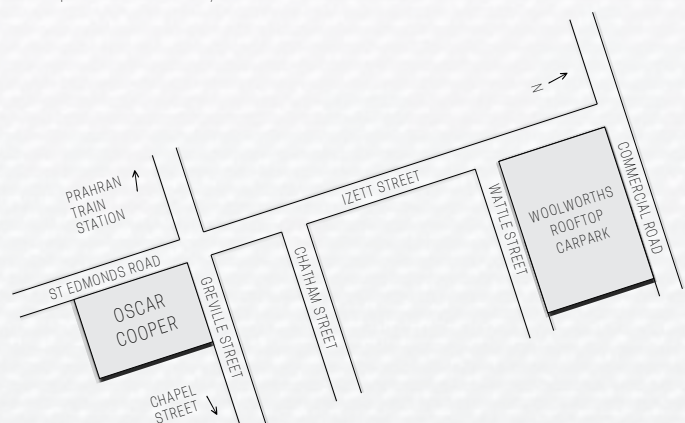 N
PRAHRAN
TRAIN
STATION
IZETT STREET
COMMERCIAL ROAD
WATTLE STREET
WOOLWORTHS
ROOFTOP
CARPARK
ST EDMONDS ROAD
CHATHAM STREET
GREVILLE STREET
OSCAR
COOPER
CHAPEL
STREET